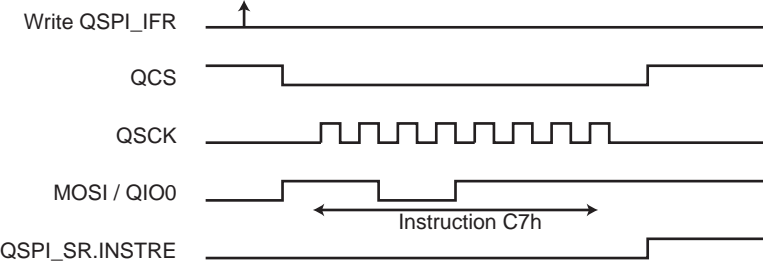 Write QSPI_IFR
QCS
QSCK
MOSI / QIO0
Instruction C7h
QSPI_SR.INSTRE